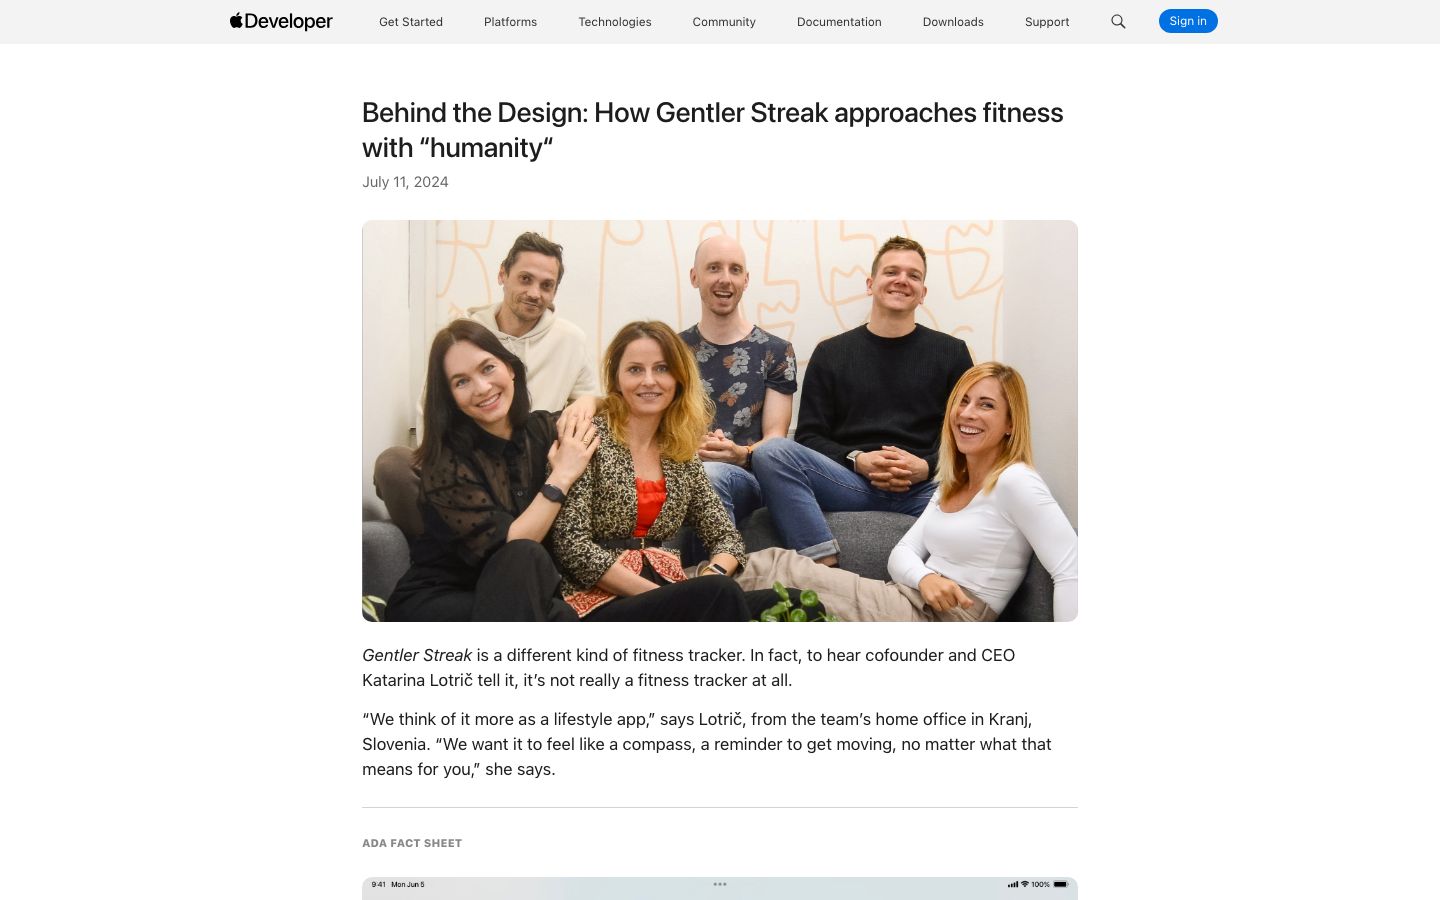 Developer
Get Started
Platforms
Technologies
Community
Documentation
Downloads
Support
Sign in
Behind the Design: How Gentler Streak approaches fitness
with “humanity“
July 11, 2024
Gentler Streak is a different kind of fitness tracker. In fact, to hear cofounder and CEO
Katarina Lotrič tell it, it’s not really a fitness tracker at all.
“We think of it more as a lifestyle app,” says Lotrič, from the team’s home office in Kranj,
Slovenia. “We want it to feel like a compass, a reminder to get moving, no matter what that
means for you,” she says.
ADA FACT SHEET
9:41 Mon Jun 5
100%